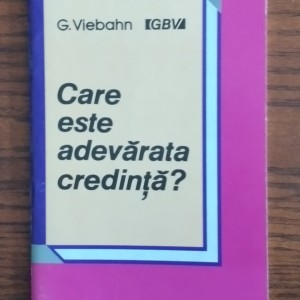 G. Viebahn GBV
Care
este
adevărata
credință?